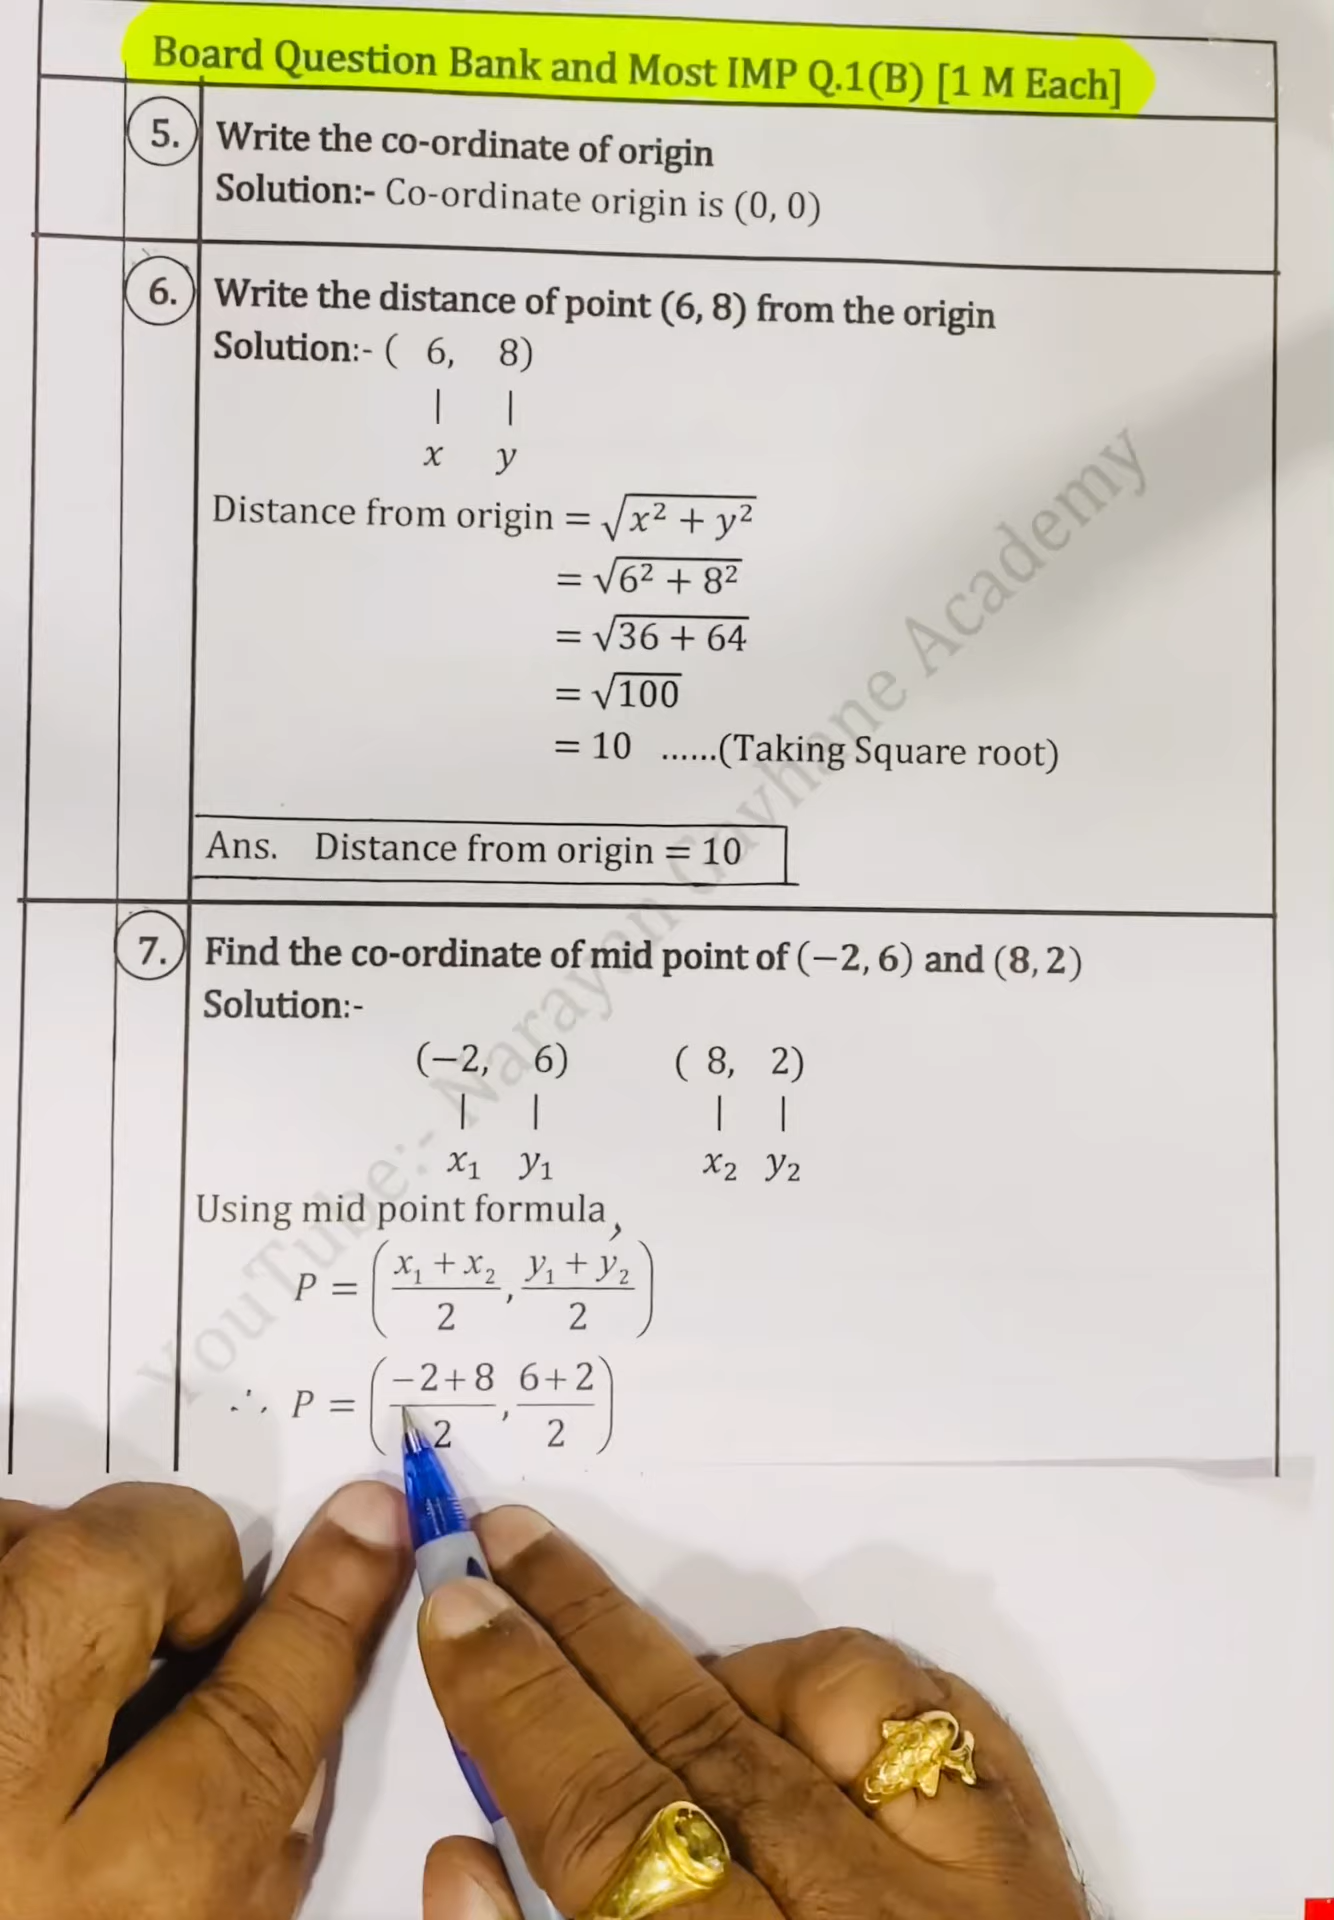 Board Question Bank and Most IMP Q.1(B) [1 M Each]
5. Write the co-ordinate of origin
Solution:- Co-ordinate origin is (0, 0)
6. Write the distance of point (6, 8) from the origin
Solution:- ( 6, 8)
| |
x y
Distance from origin = √(x² + y²)
= √(6² + 8²)
= √(36 + 64)
= √100
= 10 ......(Taking Square root)
Ans. Distance from origin = 10
7. Find the co-ordinate of mid point of (−2, 6) and (8, 2)
Solution:-
(−2, 6) ( 8, 2)
| | | |
x₁ y₁ x₂ y₂
Using mid point formula,
P = ((x₁ + x₂)/2, (y₁ + y₂)/2)
∴ P = ((−2+8)/2, (6+2)/2)
YouTube:- Narayan Gavhane Academy